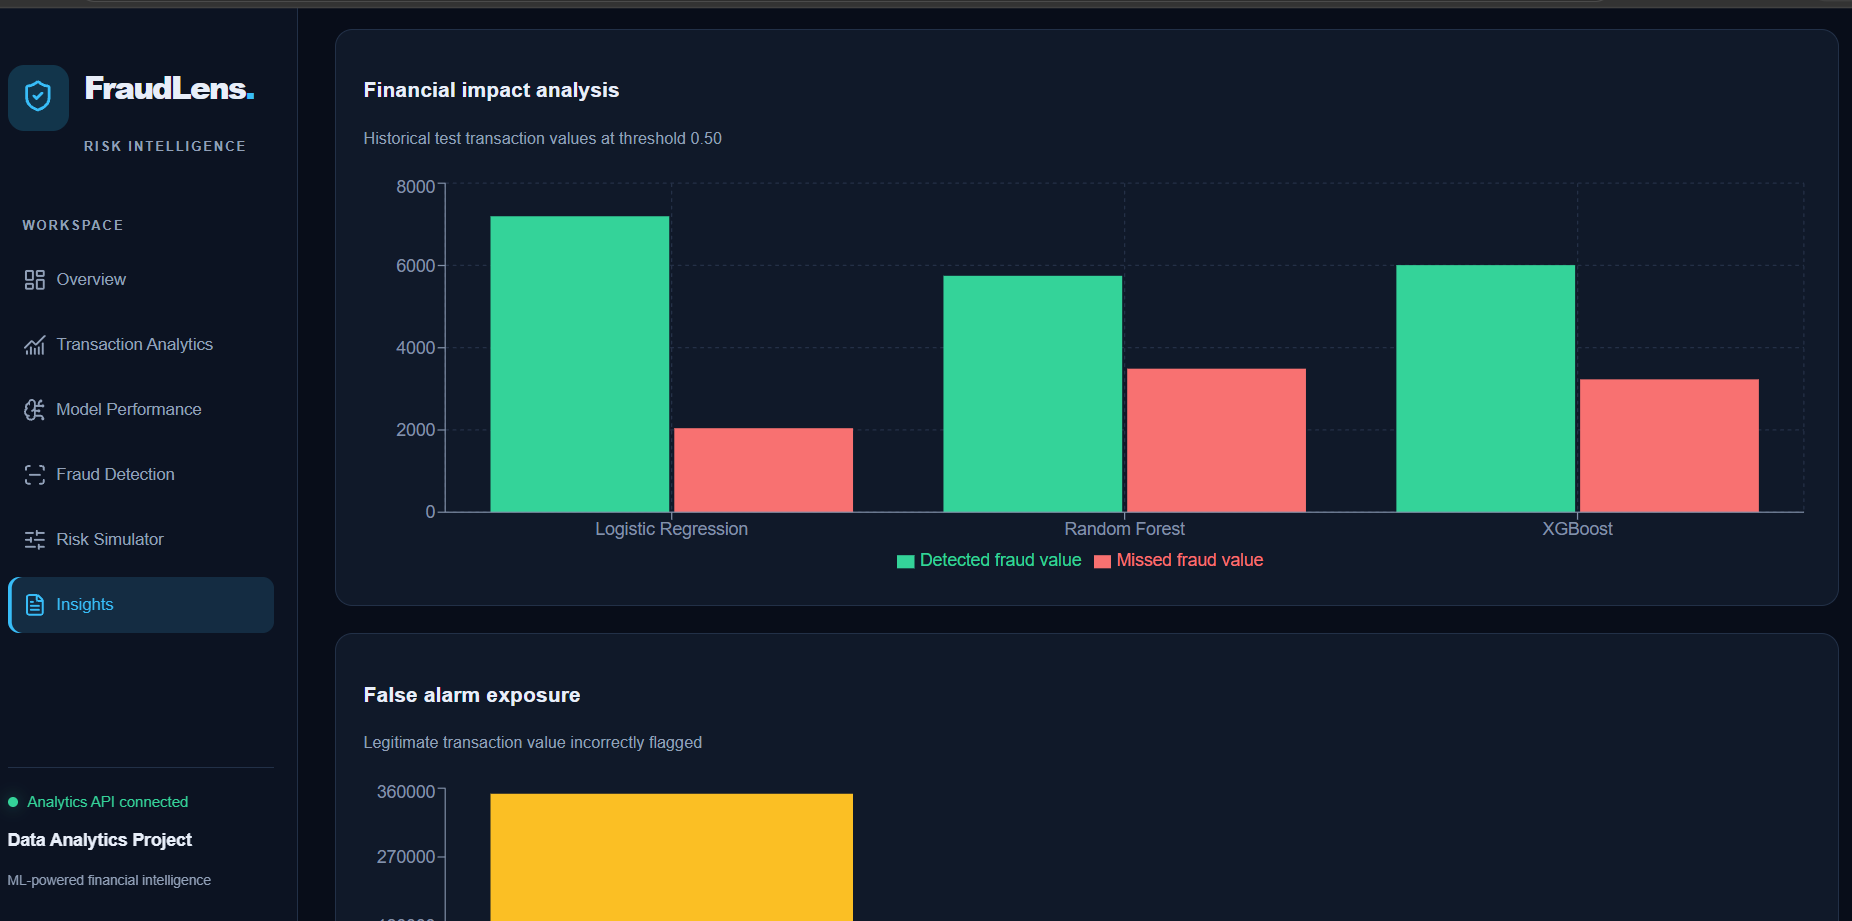 FraudLens.
RISK INTELLIGENCE
WORKSPACE
Overview
Transaction Analytics
Model Performance
Fraud Detection
Risk Simulator
Insights
Analytics API connected
Data Analytics Project
ML-powered financial intelligence
Financial impact analysis
Historical test transaction values at threshold 0.50
8000
6000
4000
2000
0
Logistic Regression
Random Forest
XGBoost
Detected fraud value
Missed fraud value
False alarm exposure
Legitimate transaction value incorrectly flagged
360000
270000